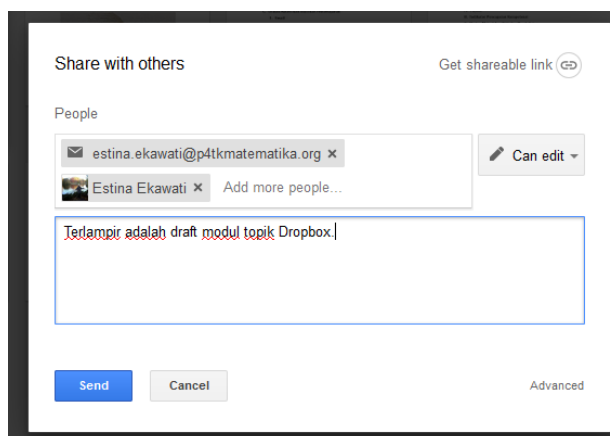 Share with others
Get shareable link
People
estina.ekawati@p4tkmatematika.org ×
Can edit
Estina Ekawati × Add more people...
Terlampir adalah draft modul topik Dropbox.
Send
Cancel
Advanced